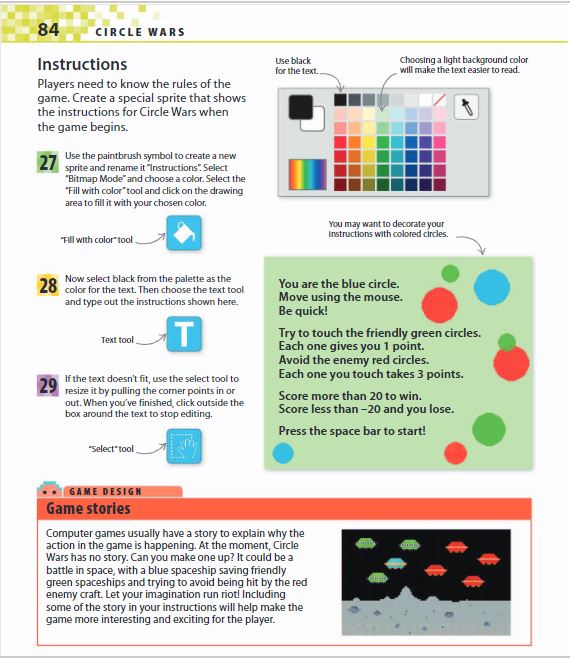 84 CIRCLE WARS
Instructions
Players need to know the rules of the
game. Create a special sprite that shows
the instructions for Circle Wars when
the game begins.
Use black
for the text.
Choosing a light background color
will make the text easier to read.
27
Use the paintbrush symbol to create a new
sprite and rename it "Instructions". Select
"Bitmap Mode" and choose a color. Select the
"Fill with color" tool and click on the drawing
area to fill it with your chosen color.
"Fill with color" tool
28
Now select black from the palette as the
color for the text. Then choose the text tool
and type out the instructions shown here.
Text tool
T
29
If the text doesn't fit, use the select tool to
resize it by pulling the corner points in or
out. When you've finished, click outside the
box around the text to stop editing.
"Select" tool
You may want to decorate your
instructions with colored circles.
You are the blue circle.
Move using the mouse.
Be quick!
Try to touch the friendly green circles.
Each one gives you 1 point.
Avoid the enemy red circles.
Each one you touch takes 3 points.
Score more than 20 to win.
Score less than –20 and you lose.
Press the space bar to start!
GAME DESIGN
Game stories
Computer games usually have a story to explain why the
action in the game is happening. At the moment, Circle
Wars has no story. Can you make one up? It could be a
battle in space, with a blue spaceship saving friendly
green spaceships and trying to avoid being hit by the red
enemy craft. Let your imagination run riot! Including
some of the story in your instructions will help make the
game more interesting and exciting for the player.